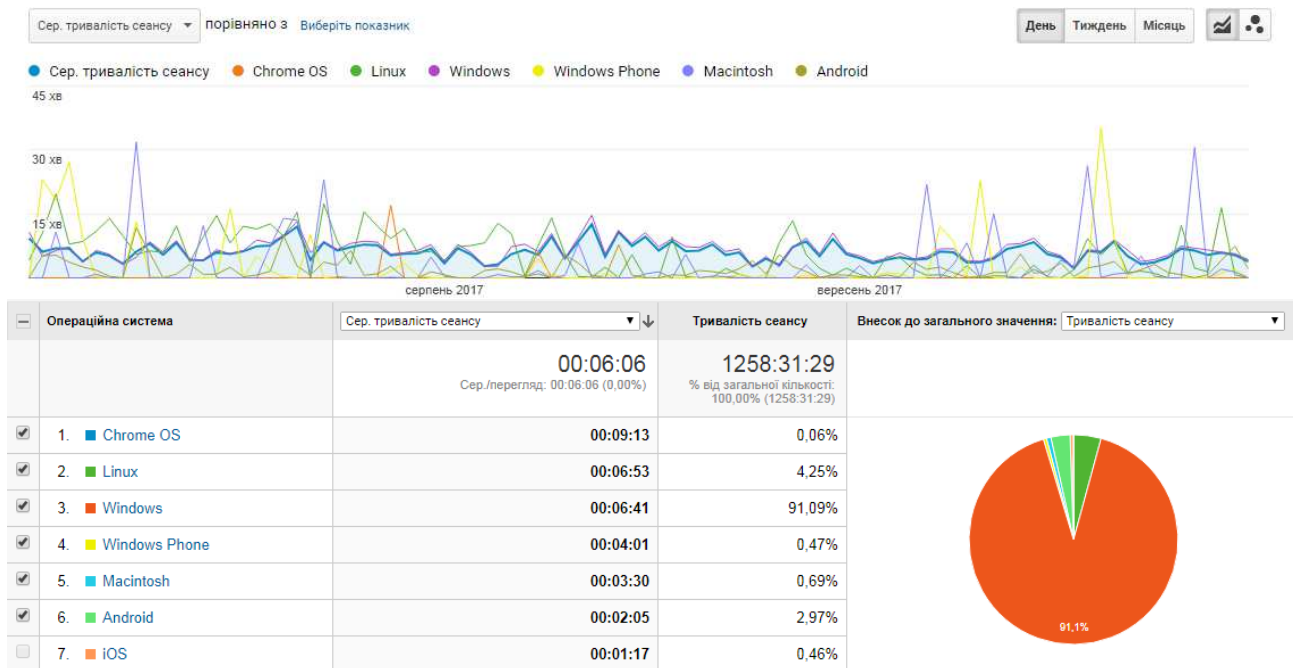 Сер. тривалість сеансу порівняно з Виберіть показник День Тиждень Місяць
Сер. тривалість сеансу Chrome OS Linux Windows Windows Phone Macintosh Android
45 хв
30 хв
15 хв
серпень 2017 вересень 2017
Операційна система Сер. тривалість сеансу Тривалість сеансу Внесок до загального значення: Тривалість сеансу
00:06:06 1258:31:29
Сер./перегляд: 00:06:06 (0,00%) % від загальної кількості:
100,00% (1258:31:29)
1. Chrome OS 00:09:13 0,06%
2. Linux 00:06:53 4,25%
3. Windows 00:06:41 91,09%
4. Windows Phone 00:04:01 0,47%
5. Macintosh 00:03:30 0,69%
6. Android 00:02:05 2,97%
91,1%
7. iOS 00:01:17 0,46%